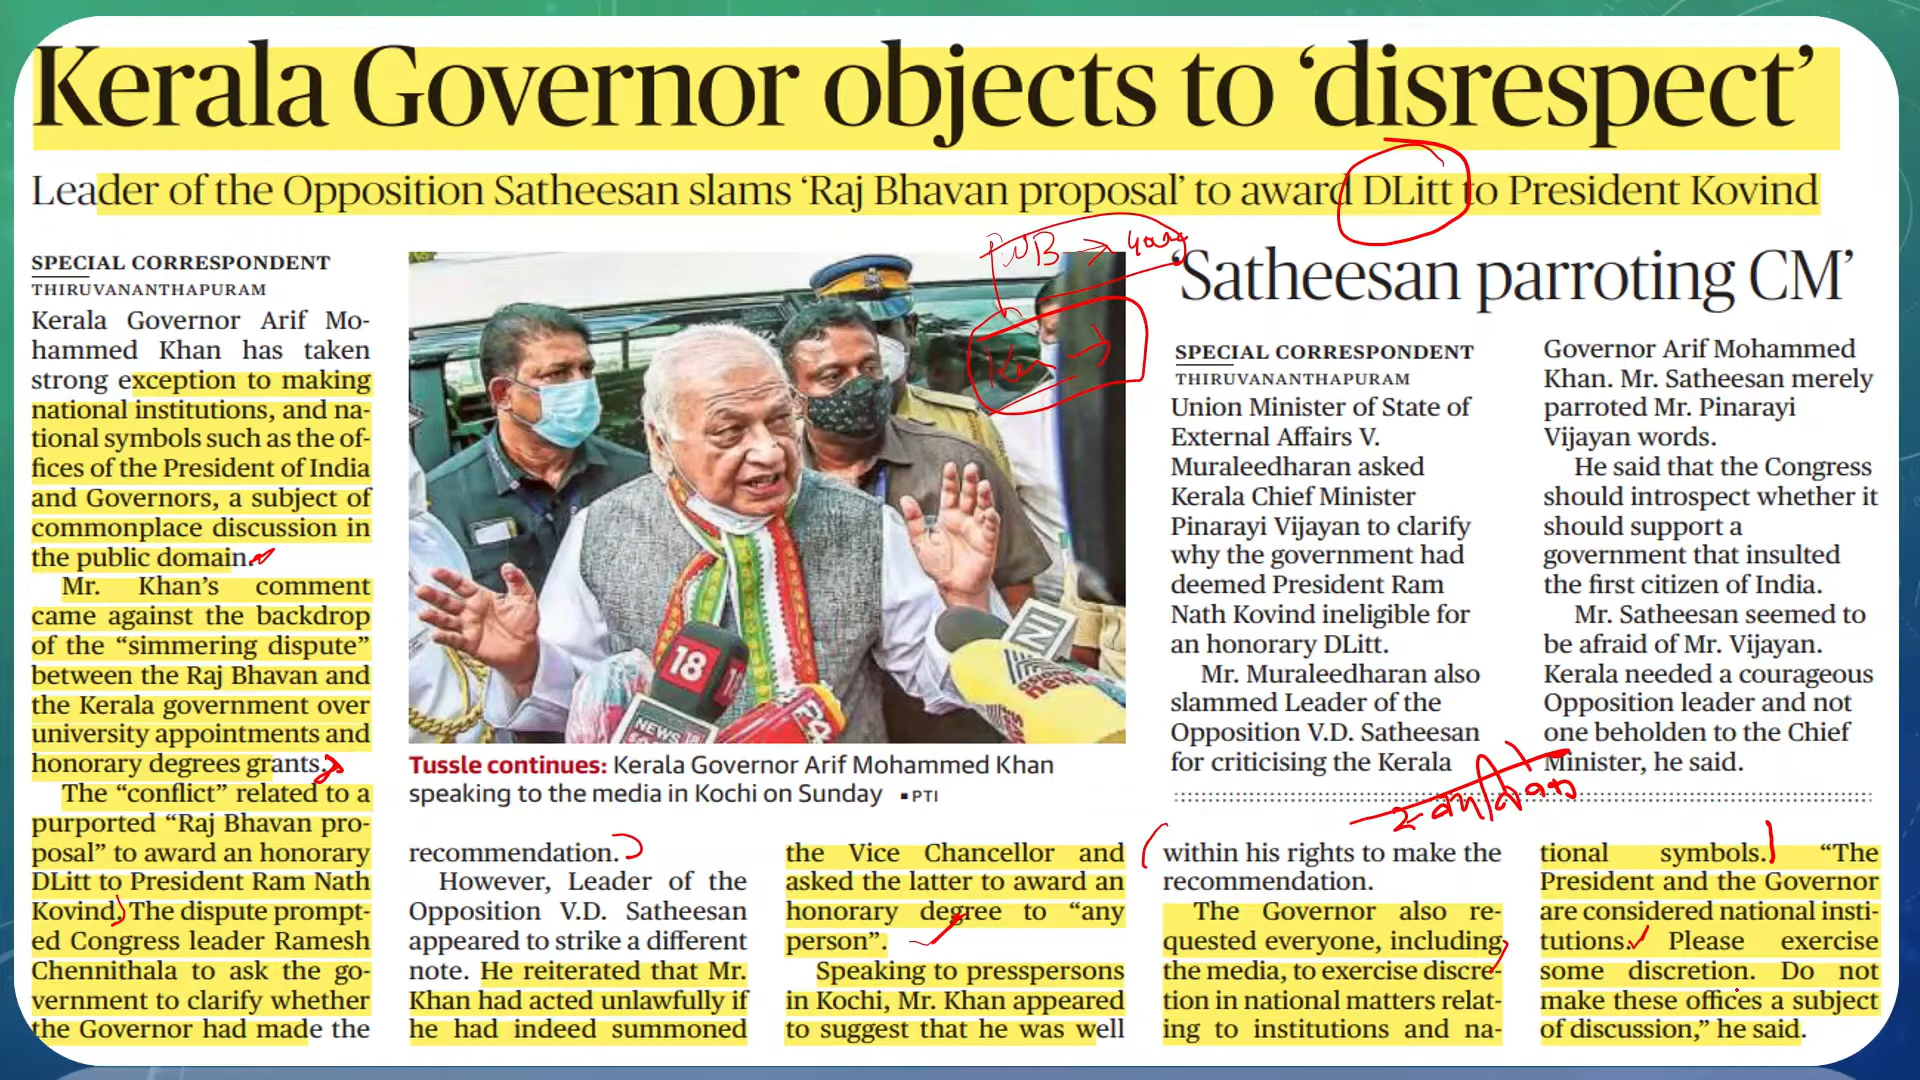 Kerala Governor objects to ‘disrespect’
Leader of the Opposition Satheesan slams ‘Raj Bhavan proposal’ to award DLitt to President Kovind
SPECIAL CORRESPONDENT
THIRUVANANTHAPURAM
Kerala Governor Arif Mo-
hammed Khan has taken
strong exception to making
national institutions, and na-
tional symbols such as the of-
fices of the President of India
and Governors, a subject of
commonplace discussion in
the public domain.
Mr. Khan’s comment
came against the backdrop
of the “simmering dispute”
between the Raj Bhavan and
the Kerala government over
university appointments and
honorary degrees grants.
The “conflict” related to a
purported “Raj Bhavan pro-
posal” to award an honorary
DLitt to President Ram Nath
Kovind. The dispute prompt-
ed Congress leader Ramesh
Chennithala to ask the go-
vernment to clarify whether
the Governor had made the
18
NEWS 18
Tussle continues: Kerala Governor Arif Mohammed Khan
speaking to the media in Kochi on Sunday ▪PTI
recommendation.
However, Leader of the
Opposition V.D. Satheesan
appeared to strike a different
note. He reiterated that Mr.
Khan had acted unlawfully if
he had indeed summoned
the Vice Chancellor and
asked the latter to award an
honorary degree to “any
person”.
Speaking to presspersons
in Kochi, Mr. Khan appeared
to suggest that he was well
within his rights to make the
recommendation.
The Governor also re-
quested everyone, including
the media, to exercise discre-
tion in national matters relat-
ing to institutions and na-
tional symbols. “The
President and the Governor
are considered national insti-
tutions. Please exercise
some discretion. Do not
make these offices a subject
of discussion,” he said.
‘Satheesan parroting CM’
SPECIAL CORRESPONDENT
THIRUVANANTHAPURAM
Union Minister of State of
External Affairs V.
Muraleedharan asked
Kerala Chief Minister
Pinarayi Vijayan to clarify
why the government had
deemed President Ram
Nath Kovind ineligible for
an honorary DLitt.
Mr. Muraleedharan also
slammed Leader of the
Opposition V.D. Satheesan
for criticising the Kerala
Governor Arif Mohammed
Khan. Mr. Satheesan merely
parroted Mr. Pinarayi
Vijayan words.
He said that the Congress
should introspect whether it
should support a
government that insulted
the first citizen of India.
Mr. Satheesan seemed to
be afraid of Mr. Vijayan.
Kerala needed a courageous
Opposition leader and not
one beholden to the Chief
Minister, he said.